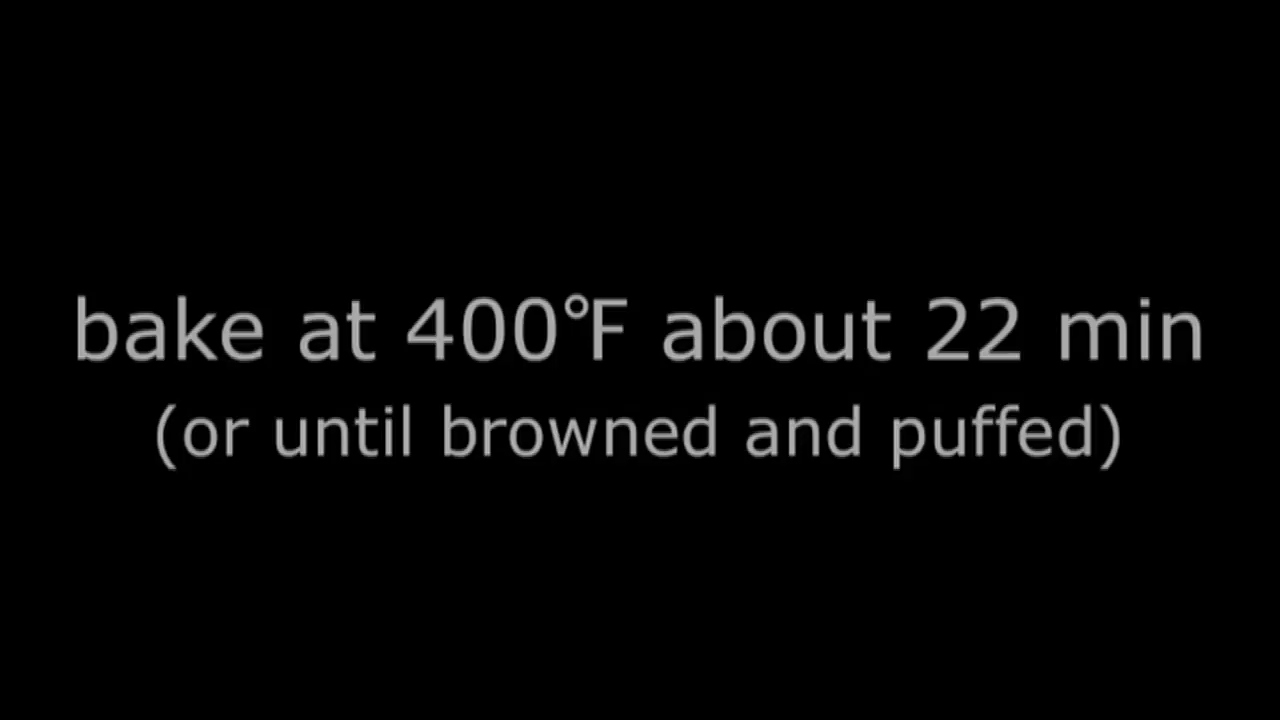 bake at 400°F about 22 min
(or until browned and puffed)